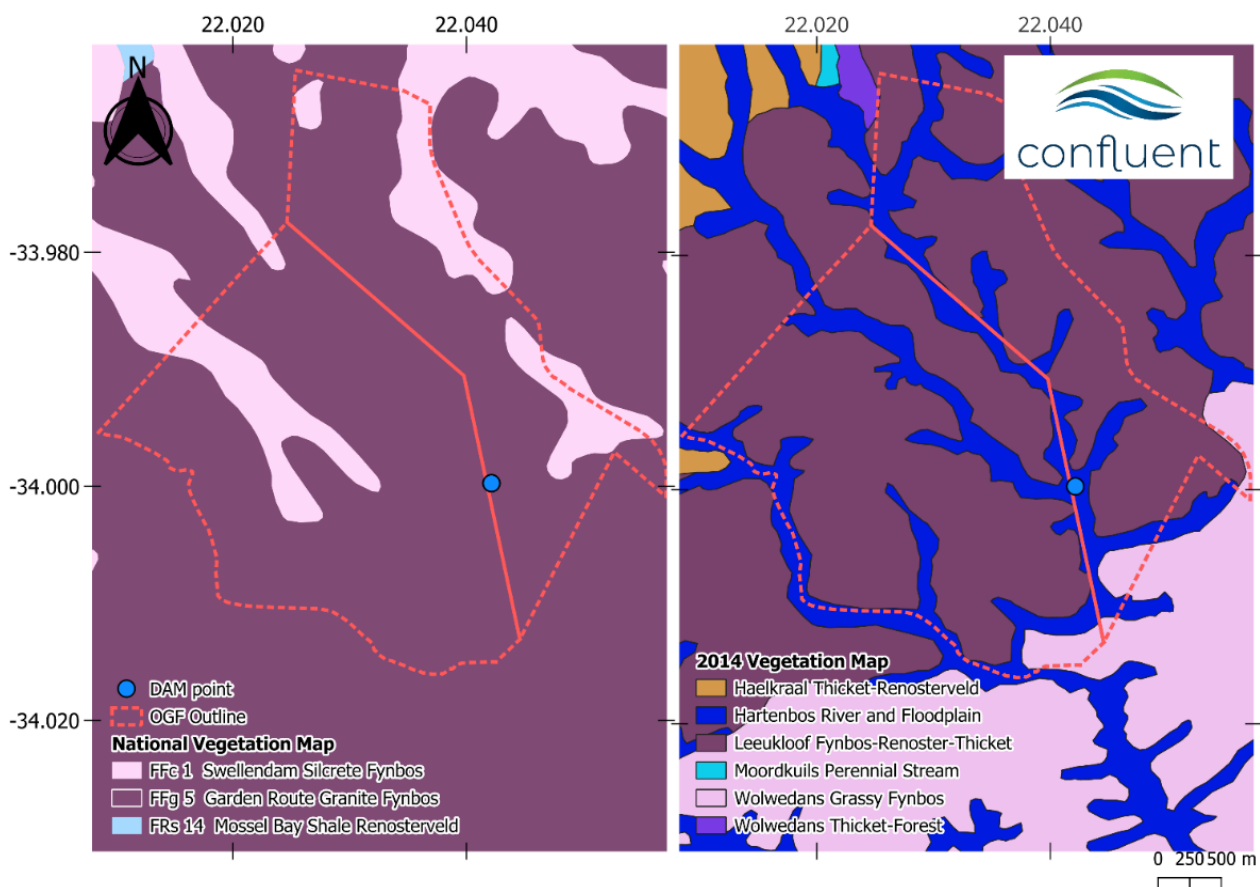 22.020 22.040 22.020 22.040
N
confluent
-33.980
-34.000
-34.020
DAM point
OGF Outline
National Vegetation Map
FFc 1 Swellendam Silcrete Fynbos
FFg 5 Garden Route Granite Fynbos
FRs 14 Mossel Bay Shale Renosterveld
2014 Vegetation Map
Haelkraal Thicket-Renosterveld
Hartenbos River and Floodplain
Leeukloof Fynbos-Renoster-Thicket
Moordkuils Perennial Stream
Wolwedans Grassy Fynbos
Wolwedans Thicket-Forest
0 250 500 m